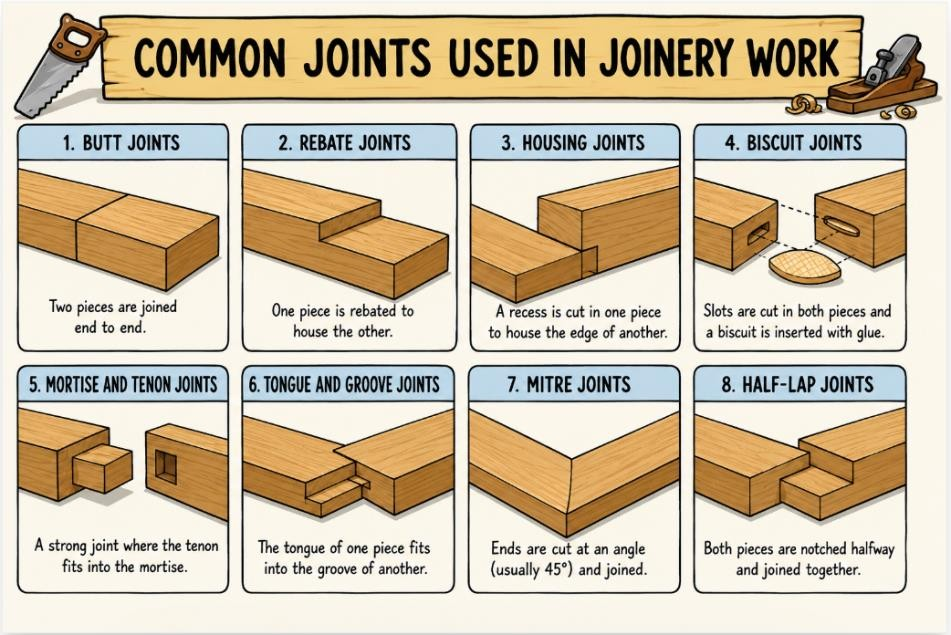 COMMON JOINTS USED IN JOINERY WORK
1. BUTT JOINTS
Two pieces are joined
end to end.
2. REBATE JOINTS
One piece is rebated to
house the other.
3. HOUSING JOINTS
A recess is cut in one piece
to house the edge of another.
4. BISCUIT JOINTS
Slots are cut in both pieces and
a biscuit is inserted with glue.
5. MORTISE AND TENON JOINTS
A strong joint where the tenon
fits into the mortise.
6. TONGUE AND GROOVE JOINTS
The tongue of one piece fits
into the groove of another.
7. MITRE JOINTS
Ends are cut at an angle
(usually 45°) and joined.
8. HALF-LAP JOINTS
Both pieces are notched halfway
and joined together.